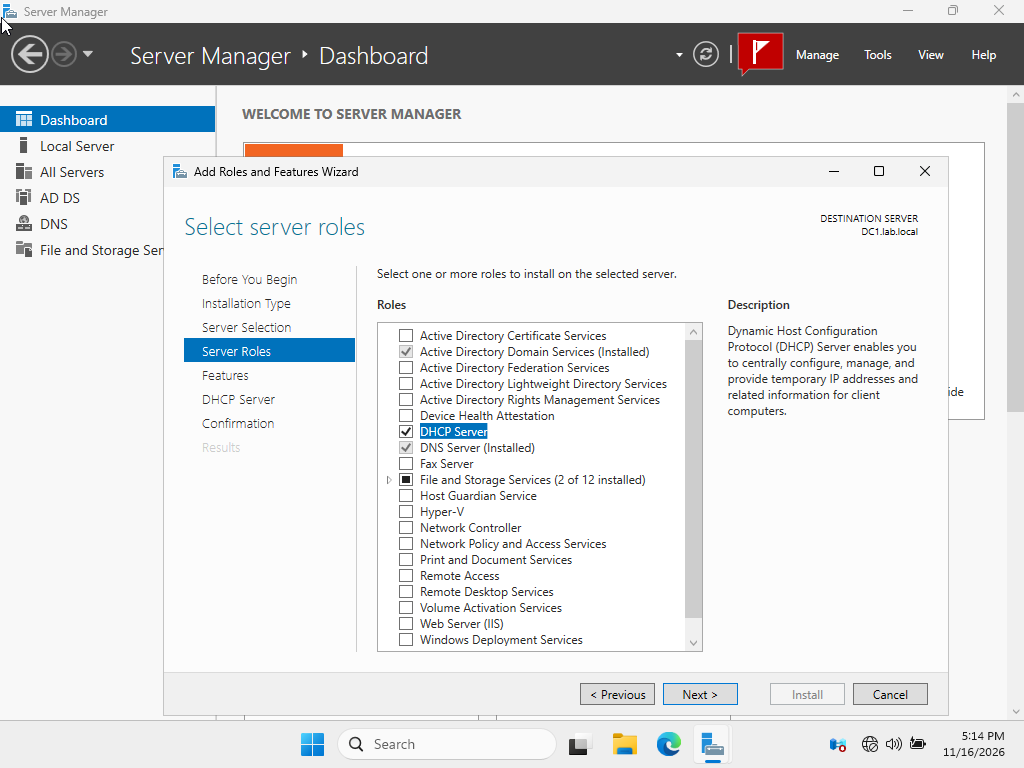 Server Manager
Server Manager ‣ Dashboard
Manage Tools View Help
Dashboard
Local Server
All Servers
AD DS
DNS
File and Storage Ser
WELCOME TO SERVER MANAGER
Add Roles and Features Wizard
Select server roles
DESTINATION SERVER
DC1.lab.local
Before You Begin
Installation Type
Server Selection
Server Roles
Features
DHCP Server
Confirmation
Results
Select one or more roles to install on the selected server.
Roles
Active Directory Certificate Services
Active Directory Domain Services (Installed)
Active Directory Federation Services
Active Directory Lightweight Directory Services
Active Directory Rights Management Services
Device Health Attestation
DHCP Server
DNS Server (Installed)
Fax Server
File and Storage Services (2 of 12 installed)
Host Guardian Service
Hyper-V
Network Controller
Network Policy and Access Services
Print and Document Services
Remote Access
Remote Desktop Services
Volume Activation Services
Web Server (IIS)
Windows Deployment Services
Description
Dynamic Host Configuration
Protocol (DHCP) Server enables you
to centrally configure, manage, and
provide temporary IP addresses and
related information for client
computers.
ide
< Previous
Next >
Install
Cancel
Search
5:14 PM
11/16/2026